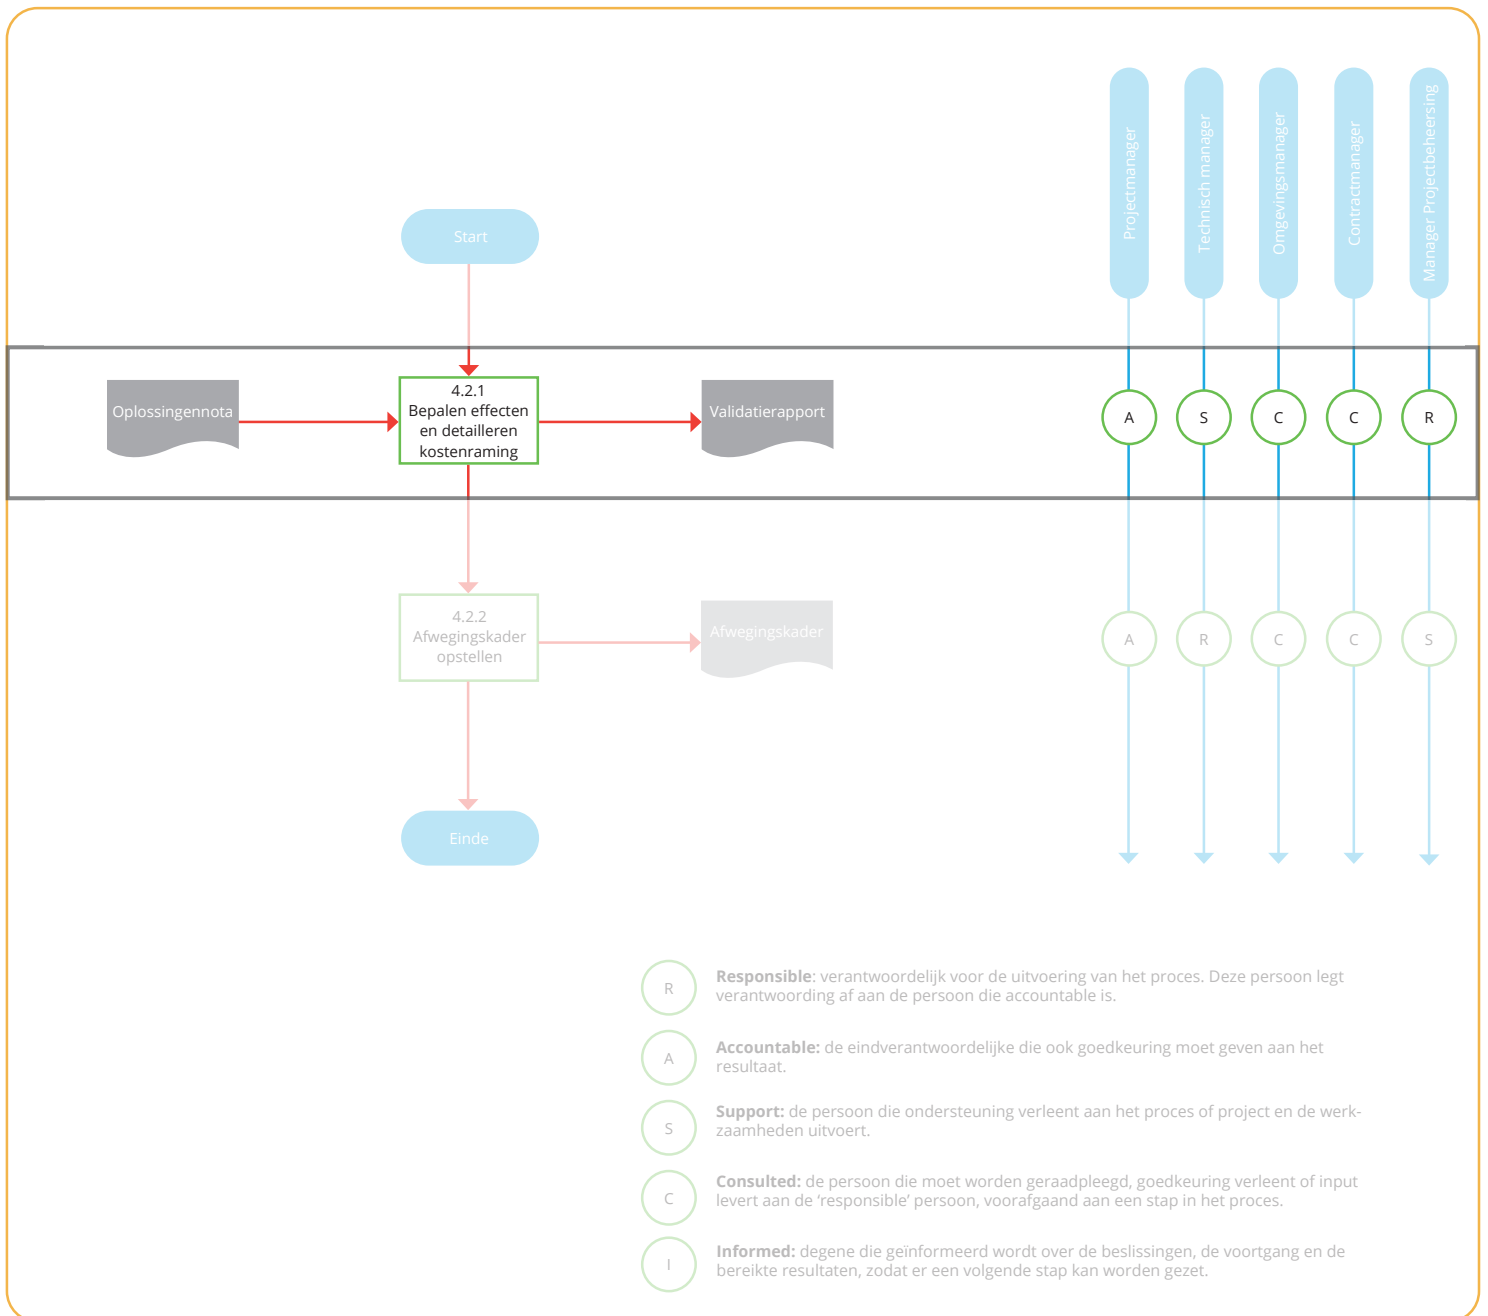 Projectmanager
Technisch manager
Omgevingsmanager
Contractmanager
Manager Projectbeheersing
Start
Oplossingennota
4.2.1
Bepalen effecten
en detailleren
kostenraming
Validatierapport
A
S
C
C
R
4.2.2
Afwegingskader
opstellen
Afwegingskader
A
R
C
C
S
Einde
R
Responsible: verantwoordelijk voor de uitvoering van het proces. Deze persoon legt
verantwoording af aan de persoon die accountable is.
A
Accountable: de eindverantwoordelijke die ook goedkeuring moet geven aan het
resultaat.
S
Support: de persoon die ondersteuning verleent aan het proces of project en de werk-
zaamheden uitvoert.
C
Consulted: de persoon die moet worden geraadpleegd, goedkeuring verleent of input
levert aan de ‘responsible’ persoon, voorafgaand aan een stap in het proces.
I
Informed: degene die geïnformeerd wordt over de beslissingen, de voortgang en de
bereikte resultaten, zodat er een volgende stap kan worden gezet.